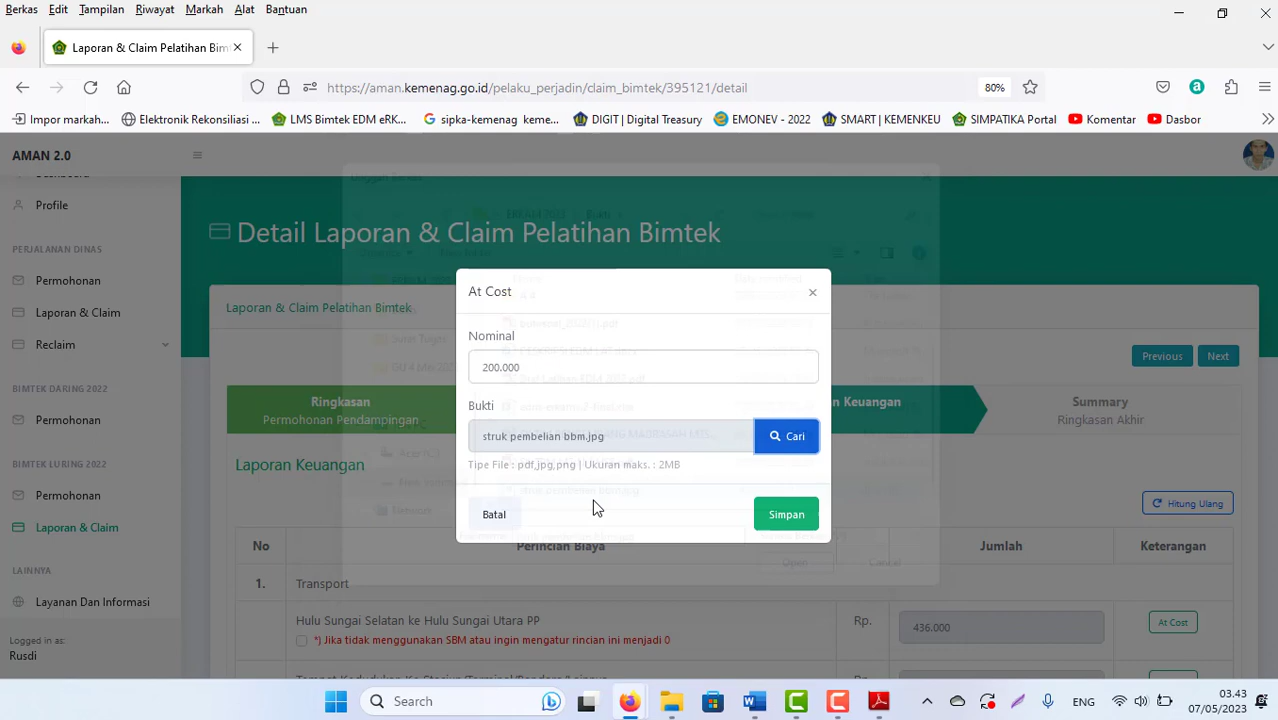 Berkas Edit Tampilan Riwayat Markah Alat Bantuan
Laporan & Claim Pelatihan Bim
https://aman.kemenag.go.id/pelaku_perjadin/claim_bimtek/395121/detail 80%
Impor markah... Elektronik Rekonsiliasi ... LMS Bimtek EDM eRK... sipka-kemenag keme... DIGIT | Digital Treasury EMONEV - 2022 SMART | KEMENKEU SIMPATIKA Portal Komentar Dasbor
AMAN 2.0
Dashboard
Profile
PERJALANAN DINAS
Permohonan
Laporan & Claim
Reclaim
BIMTEK DARING 2022
Permohonan
BIMTEK LURING 2022
Permohonan
Laporan & Claim
LAINNYA
Layanan Dan Informasi
Logged in as:
Rusdi
Detail Laporan & Claim Pelatihan Bimtek
Laporan & Claim Pelatihan Bimtek
Previous Next
Ringkasan
Permohonan Pendampingan
Keuangan
Summary
Ringkasan Akhir
Laporan Keuangan
Hitung Ulang
No Perincian Biaya Jumlah Keterangan
1. Transport
Hulu Sungai Selatan ke Hulu Sungai Utara PP Rp. 436.000 At Cost
*) Jika tidak menggunakan SBM atau ingin mengatur rincian ini menjadi 0
At Cost ×
Nominal
200.000
Bukti
struk pembelian bbm.jpg Cari
Tipe File : pdf,jpg,png | Ukuran maks. : 2MB
Batal Simpan
Open Cancel
Search ENG 03.43
07/05/2023